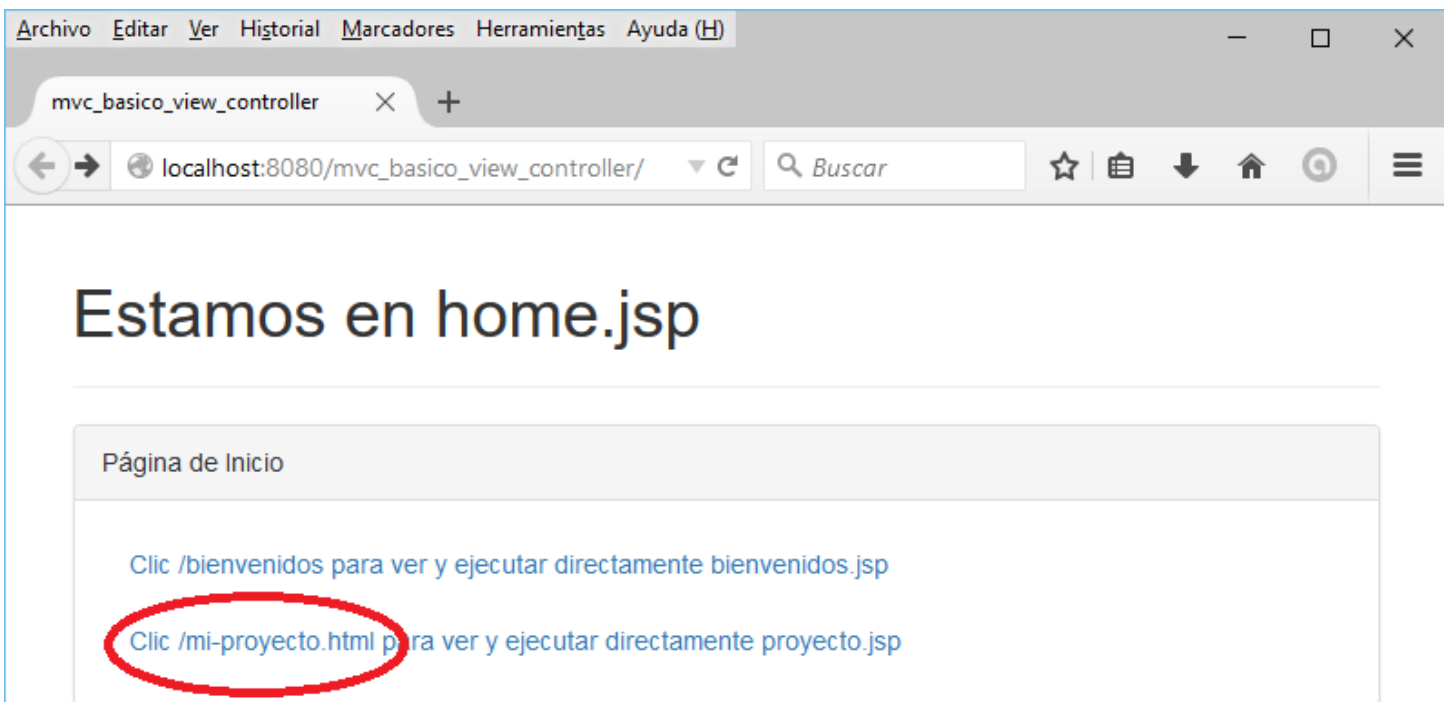 Archivo Editar Ver Historial Marcadores Herramientas Ayuda (H)
mvc_basico_view_controller
localhost:8080/mvc_basico_view_controller/ Buscar
Estamos en home.jsp
Página de Inicio
Clic /bienvenidos para ver y ejecutar directamente bienvenidos.jsp
Clic /mi-proyecto.html para ver y ejecutar directamente proyecto.jsp